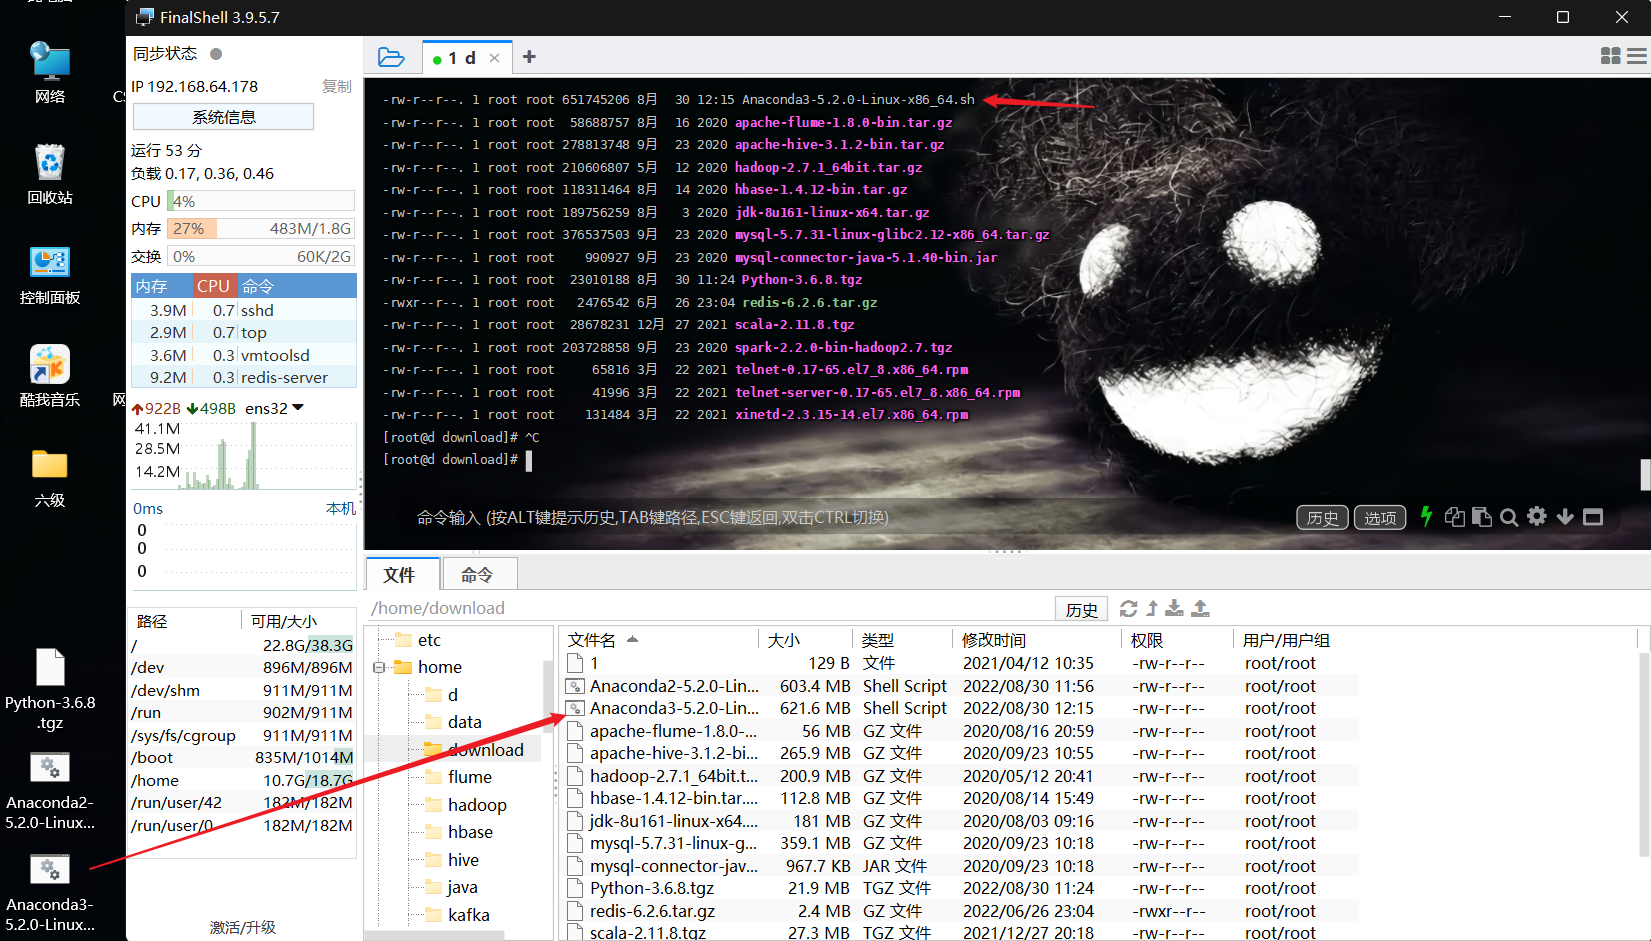 FinalShell 3.9.5.7
网络
回收站
控制面板
酷我音乐
六级
Python-3.6.8
.tgz
Anaconda2-
5.2.0-Linux...
Anaconda3-
5.2.0-Linux...
同步状态
IP 192.168.64.178
复制
系统信息
运行 53 分
负载 0.17, 0.36, 0.46
CPU 4%
内存 27% 483M/1.8G
交换 0% 60K/2G
内存 CPU 命令
3.9M 0.7 sshd
2.9M 0.7 top
3.6M 0.3 vmtoolsd
9.2M 0.3 redis-server
922B 498B ens32
41.1M
28.5M
14.2M
0ms 本机
0
0
0
路径 可用/大小
/ 22.8G/38.3G
/dev 896M/896M
/dev/shm 911M/911M
/run 902M/911M
/sys/fs/cgroup 911M/911M
/boot 835M/1014M
/home 10.7G/18.7G
/run/user/42 182M/182M
/run/user/0 182M/182M
激活/升级
1 d
-rw-r--r--. 1 root root 651745206 8月 30 12:15 Anaconda3-5.2.0-Linux-x86_64.sh
-rw-r--r--. 1 root root 58688757 8月 16 2020 apache-flume-1.8.0-bin.tar.gz
-rw-r--r--. 1 root root 278813748 9月 23 2020 apache-hive-3.1.2-bin.tar.gz
-rw-r--r--. 1 root root 210606807 5月 12 2020 hadoop-2.7.1_64bit.tar.gz
-rw-r--r--. 1 root root 118311464 8月 14 2020 hbase-1.4.12-bin.tar.gz
-rw-r--r--. 1 root root 189756259 8月 3 2020 jdk-8u161-linux-x64.tar.gz
-rw-r--r--. 1 root root 376537503 9月 23 2020 mysql-5.7.31-linux-glibc2.12-x86_64.tar.gz
-rw-r--r--. 1 root root 990927 9月 23 2020 mysql-connector-java-5.1.40-bin.jar
-rw-r--r--. 1 root root 23010188 8月 30 11:24 Python-3.6.8.tgz
-rwxr--r--. 1 root root 2476542 6月 26 23:04 redis-6.2.6.tar.gz
-rw-r--r--. 1 root root 28678231 12月 27 2021 scala-2.11.8.tgz
-rw-r--r--. 1 root root 203728858 9月 23 2020 spark-2.2.0-bin-hadoop2.7.tgz
-rw-r--r--. 1 root root 65816 3月 22 2021 telnet-0.17-65.el7_8.x86_64.rpm
-rw-r--r--. 1 root root 41996 3月 22 2021 telnet-server-0.17-65.el7_8.x86_64.rpm
-rw-r--r--. 1 root root 131484 3月 22 2021 xinetd-2.3.15-14.el7.x86_64.rpm
[root@d download]# ^C
[root@d download]#
命令输入 (按ALT键提示历史,TAB键路径,ESC键返回,双击CTRL切换)
历史 选项
文件 命令
/home/download
历史
etc
home
d
data
download
flume
hadoop
hbase
hive
java
kafka
文件名 大小 类型 修改时间 权限 用户/用户组
1 129 B 文件 2021/04/12 10:35 -rw-r--r-- root/root
Anaconda2-5.2.0-Lin... 603.4 MB Shell Script 2022/08/30 11:56 -rw-r--r-- root/root
Anaconda3-5.2.0-Lin... 621.6 MB Shell Script 2022/08/30 12:15 -rw-r--r-- root/root
apache-flume-1.8.0-... 56 MB GZ 文件 2020/08/16 20:59 -rw-r--r-- root/root
apache-hive-3.1.2-bi... 265.9 MB GZ 文件 2020/09/23 10:55 -rw-r--r-- root/root
hadoop-2.7.1_64bit.t... 200.9 MB GZ 文件 2020/05/12 20:41 -rw-r--r-- root/root
hbase-1.4.12-bin.tar.... 112.8 MB GZ 文件 2020/08/14 15:49 -rw-r--r-- root/root
jdk-8u161-linux-x64.... 181 MB GZ 文件 2020/08/03 09:16 -rw-r--r-- root/root
mysql-5.7.31-linux-g... 359.1 MB GZ 文件 2020/09/23 10:18 -rw-r--r-- root/root
mysql-connector-jav... 967.7 KB JAR 文件 2020/09/23 10:18 -rw-r--r-- root/root
Python-3.6.8.tgz 21.9 MB TGZ 文件 2022/08/30 11:24 -rw-r--r-- root/root
redis-6.2.6.tar.gz 2.4 MB GZ 文件 2022/06/26 23:04 -rwxr--r-- root/root
scala-2.11.8.tgz 27.3 MB TGZ 文件 2021/12/27 20:18 -rw-r--r-- root/root